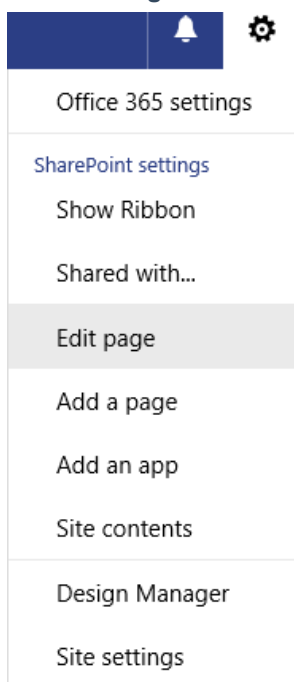 Office 365 settings
SharePoint settings
Show Ribbon
Shared with...
Edit page
Add a page
Add an app
Site contents
Design Manager
Site settings